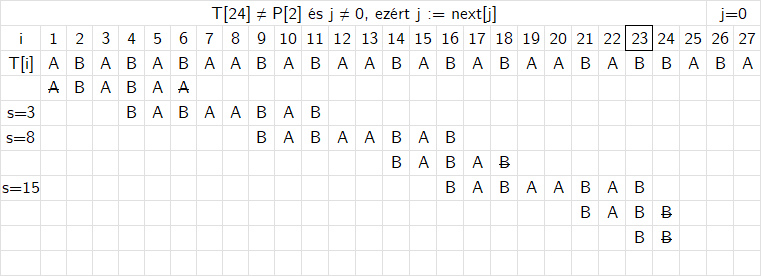 T[24] ≠ P[2] és j ≠ 0, ezért j := next[j] j=0
i 1 2 3 4 5 6 7 8 9 10 11 12 13 14 15 16 17 18 19 20 21 22 23 24 25 26 27
T[i] A B A B A B A A B A B A A B A B A B A A B A B B A B A
A B A B A A
s=3 B A B A A B A B
s=8 B A B A A B A B
B A B A B
s=15 B A B A A B A B
B A B B
B B